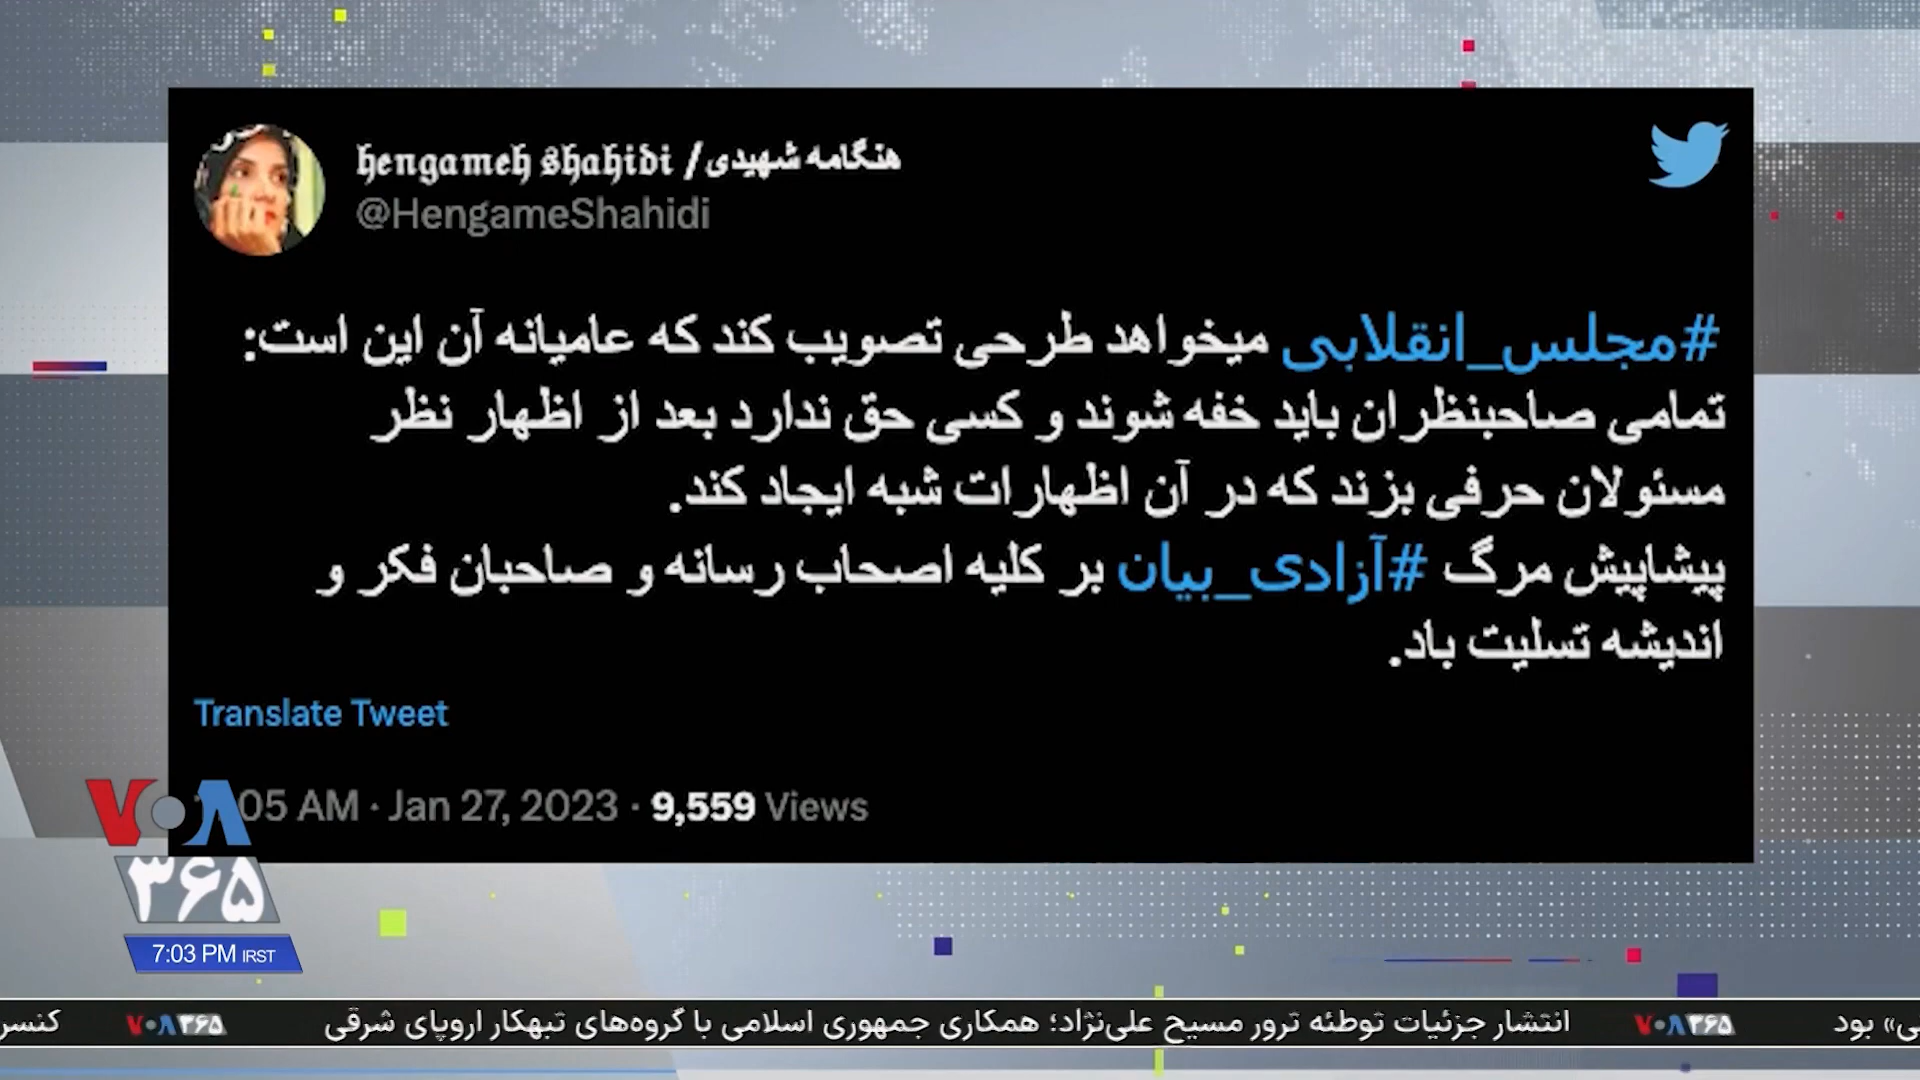 hengameh shahidi / هنگامه شهیدی
@HengameShahidi
#مجلس_انقلابی میخواهد طرحی تصویب کند که عامیانه آن این است:
تمامی صاحبنظران باید خفه شوند و کسی حق ندارد بعد از اظهار نظر
مسئولان حرفی بزند که در آن اظهارات شبه ایجاد کند.
پیشاپیش مرگ #آزادی_بیان بر کلیه اصحاب رسانه و صاحبان فکر و
اندیشه تسلیت باد.
Translate Tweet
05 AM · Jan 27, 2023 · 9,559 Views
VOA
۳۶۵
7:03 PM IRST
بود VOA۳۶۵ انتشار جزئیات توطئه ترور مسیح علی‌نژاد؛ همکاری جمهوری اسلامی با گروه‌های تبهکار اروپای شرقی VOA۳۶۵